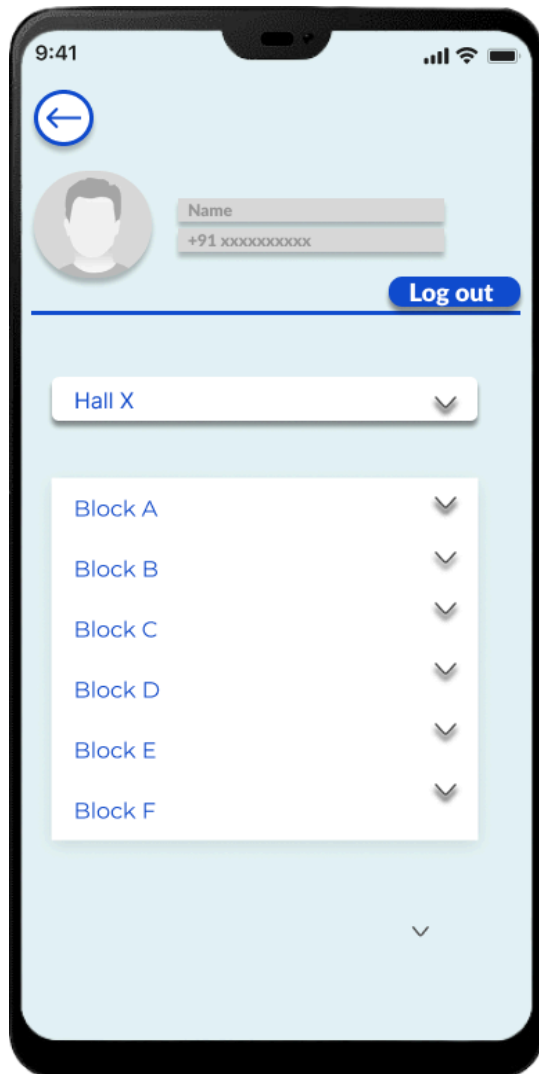 9:41
Name
+91 xxxxxxxxxx
Log out
Hall X
Block A
Block B
Block C
Block D
Block E
Block F